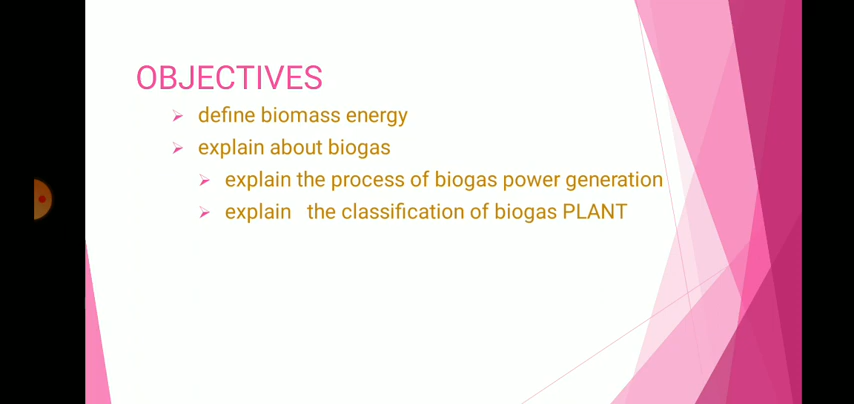 OBJECTIVES
define biomass energy
explain about biogas
explain the process of biogas power generation
explain the classification of biogas PLANT